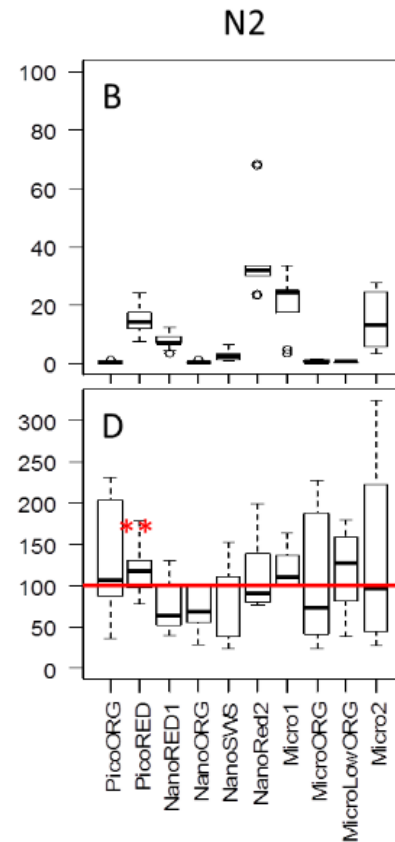 N2
B
100
80
60
40
20
0
D
300
250
200
150
100
50
0
**
PicoORG
PicoRED
NanoRED1
NanoORG
NanoSWS
NanoRed2
Micro1
MicroORG
MicroLowORG
Micro2